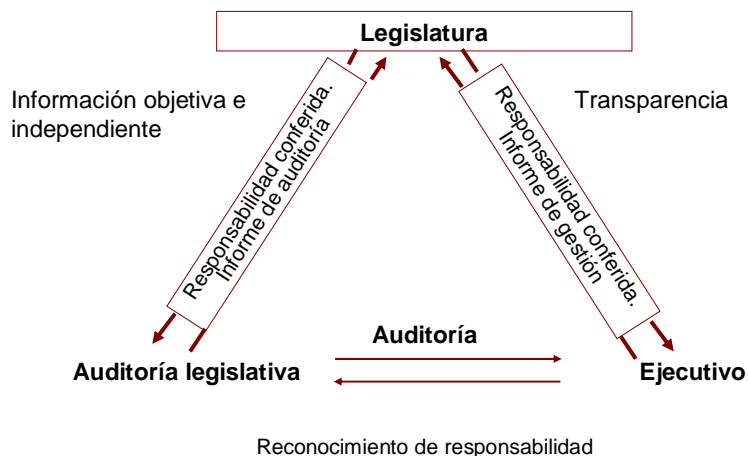 Legislatura
Información objetiva e
independiente
Transparencia
Responsabilidad conferida.
Informe de auditoría
Responsabilidad conferida.
Informe de gestión
Auditoría
Auditoría legislativa
Ejecutivo
Reconocimiento de responsabilidad